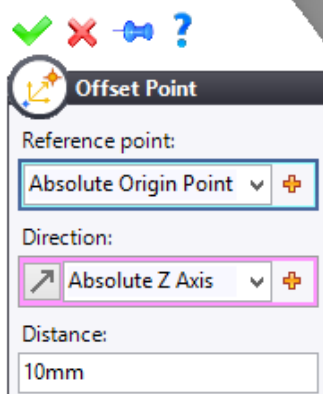 Offset Point
Reference point:
Absolute Origin Point
Direction:
Absolute Z Axis
Distance:
10mm